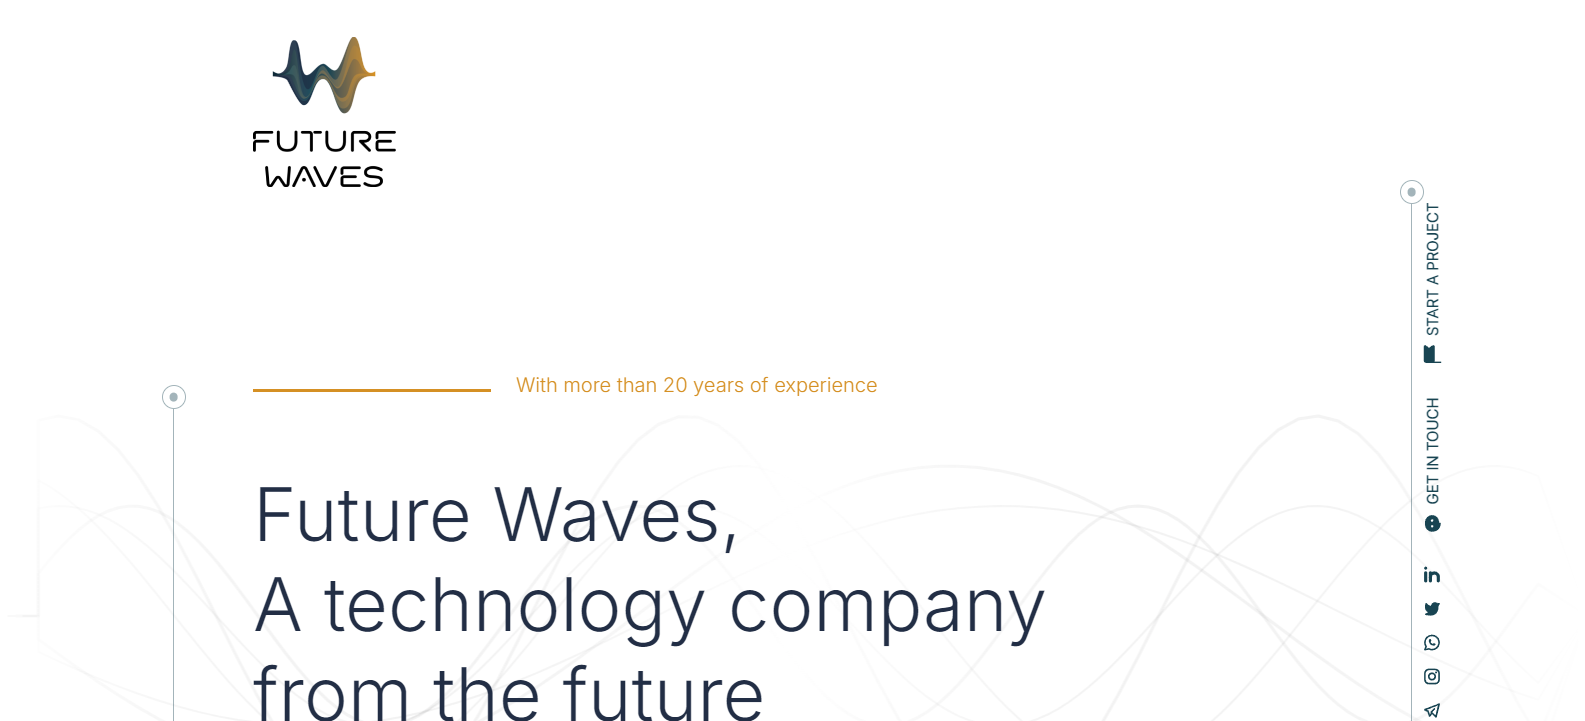 FUTURE
WAVES
START A PROJECT
With more than 20 years of experience
GET IN TOUCH
Future Waves,
A technology company
from the future